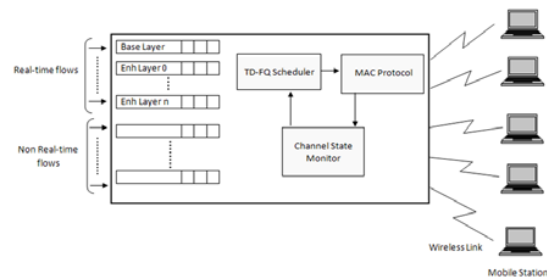 Base Layer
Enh Layer 0
Real-time flows
Enh Layer n
TD-FQ Scheduler
MAC Protocol
Non Real-time
flows
Channel State
Monitor
Wireless Link
Mobile Station